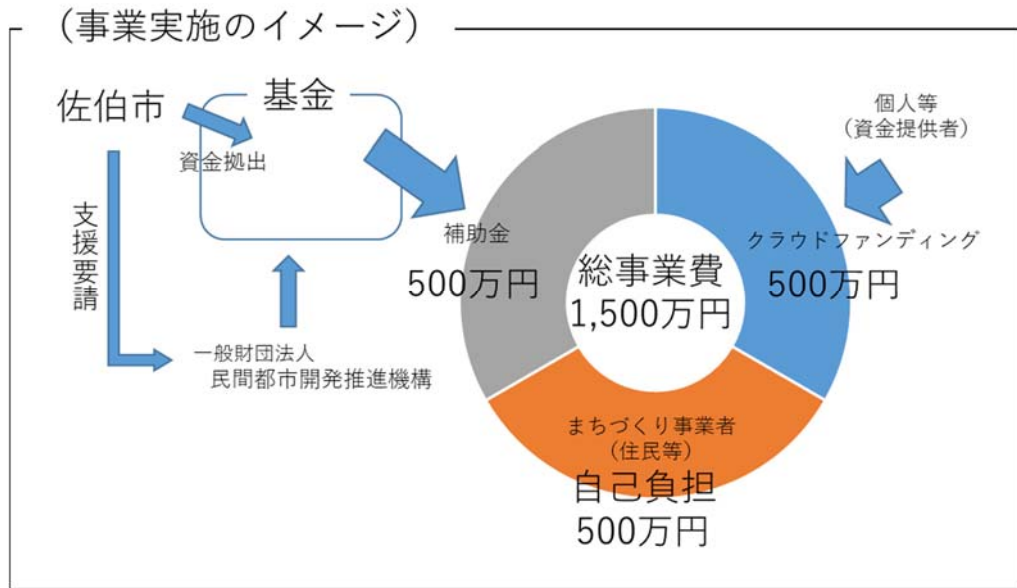 （事業実施のイメージ）
佐伯市
基金
資金拠出
支援要請
一般財団法人
民間都市開発推進機構
補助金
500万円
総事業費
1,500万円
個人等
（資金提供者）
クラウドファンディング
500万円
まちづくり事業者
（住民等）
自己負担
500万円